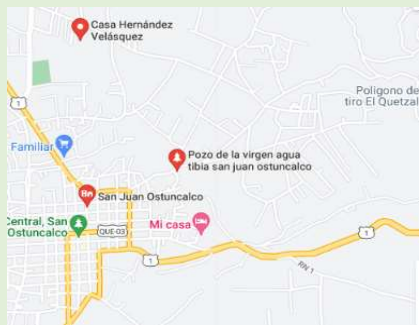 Casa Hernández
Velásquez
1
Polígono de
tiro El Quetzal
Familiar
Pozo de la virgen agua
tibia san juan ostuncalco
San Juan Ostuncalco
Central, San
Ostuncalco
QUE-03
Mi casa
1
1
RN 1